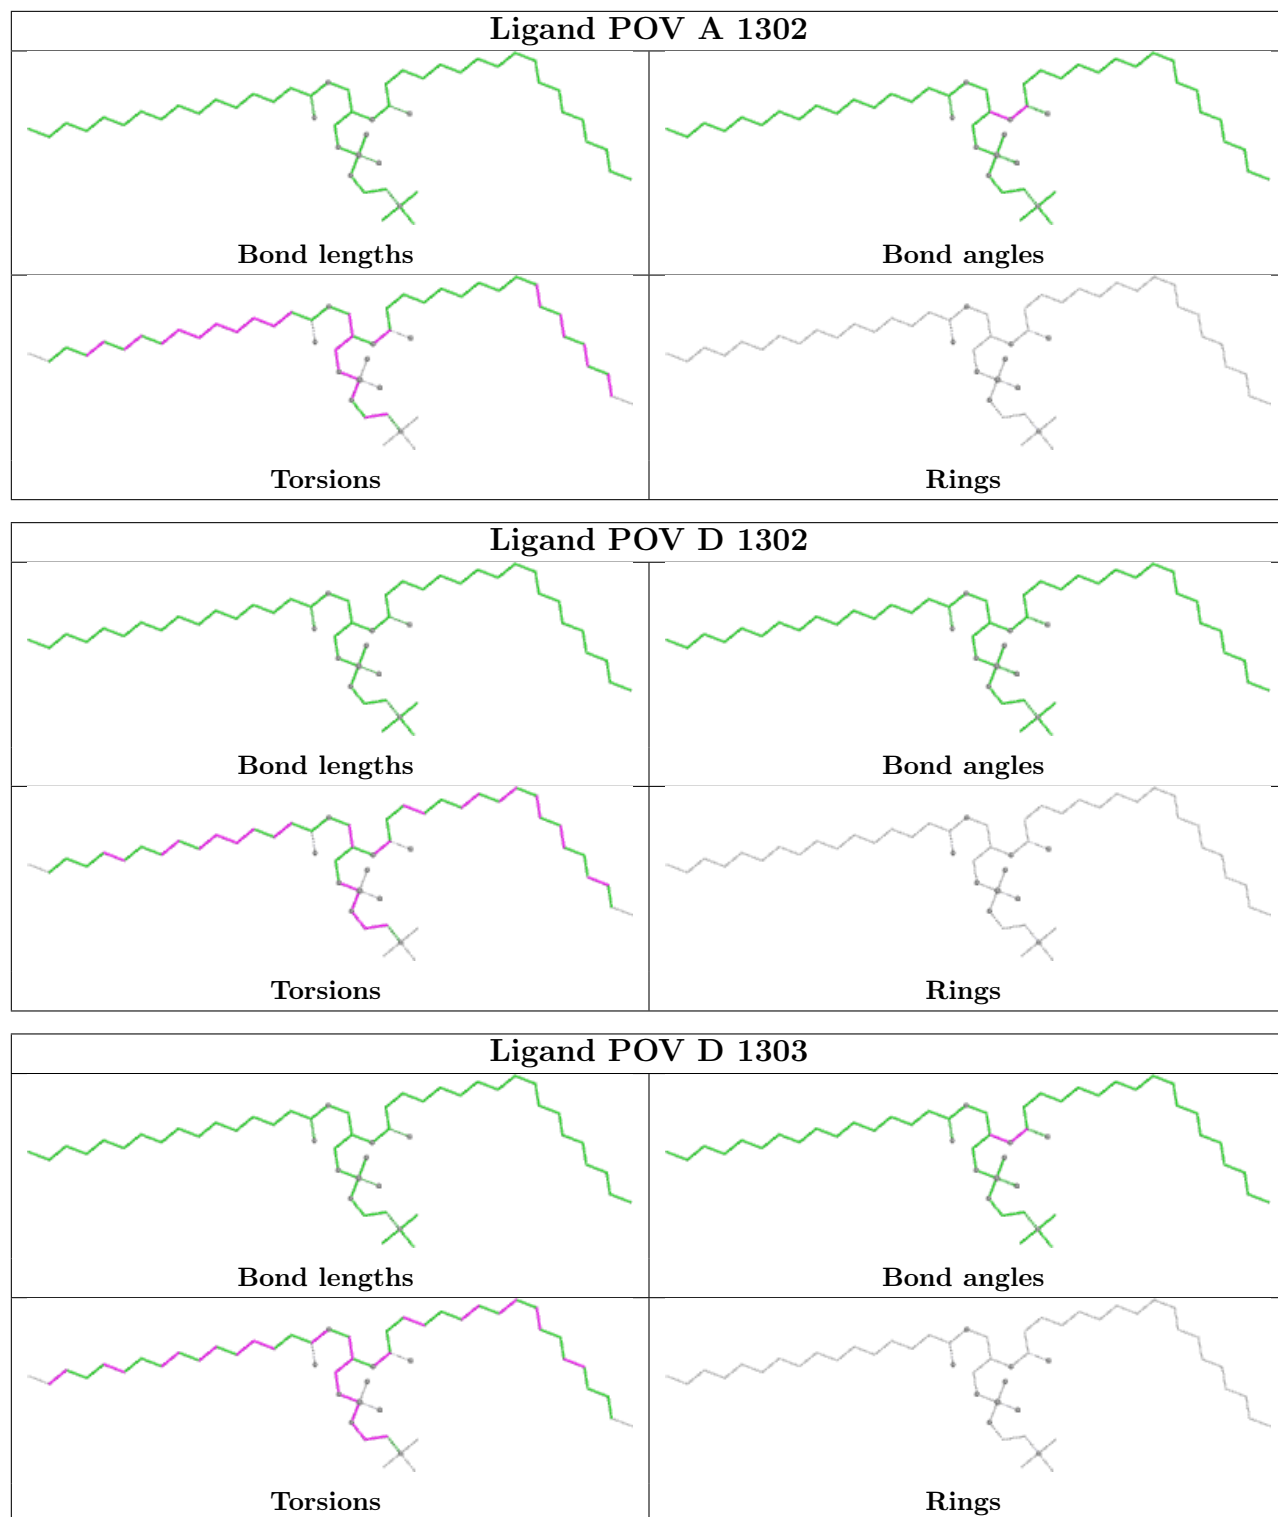 Ligand POV A 1302
Bond lengths
Bond angles
Torsions
Rings
Ligand POV D 1302
Bond lengths
Bond angles
Torsions
Rings
Ligand POV D 1303
Bond lengths
Bond angles
Torsions
Rings